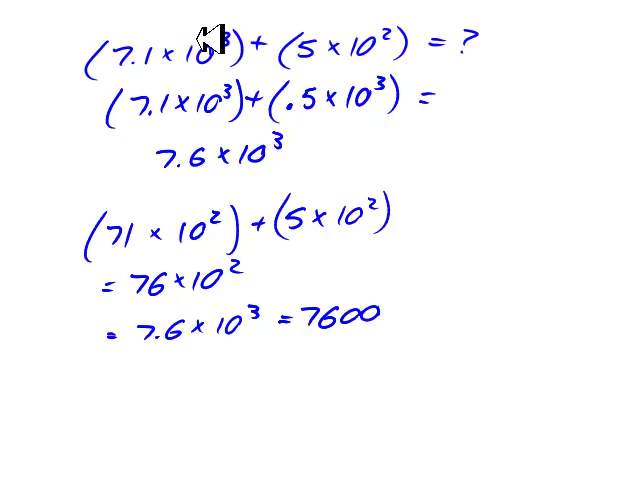 (7.1 × 10³) + (5 × 10²) = ?
(7.1 × 10³) + (.5 × 10³) =
7.6 × 10³
(71 × 10²) + (5 × 10²)
= 76 × 10²
= 7.6 × 10³ = 7600